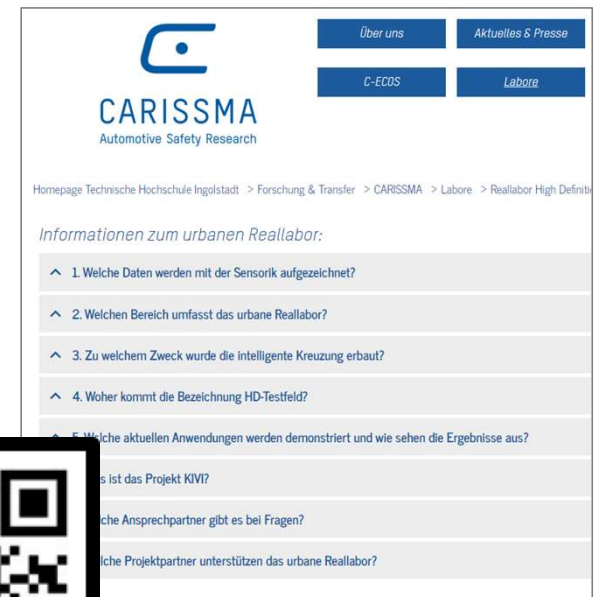 Über uns
Aktuelles & Presse
C-ECOS
Labore
CARISSMA
Automotive Safety Research
Homepage Technische Hochschule Ingolstadt > Forschung & Transfer > CARISSMA > Labore > Reallabor High
Informationen zum urbanen Reallabor:
1. Welche Daten werden mit der Sensorik aufgezeichnet?
2. Welchen Bereich umfasst das urbane Reallabor?
3. Zu welchem Zweck wurde die intelligente Kreuzung erbaut?
4. Woher kommt die Bezeichnung HD-Testfeld?
5. Welche aktuellen Anwendungen werden demonstriert und wie sehen die Ergebnisse aus?
ist das Projekt KIVI?
Ansprechpartner gibt es bei Fragen?
Projektpartner unterstützen das urbane Reallabor?